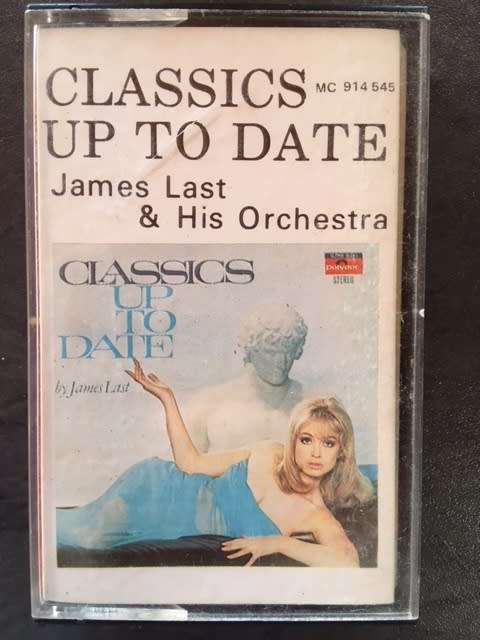 CLASSICS MC 914 545
UP TO DATE
James Last
& His Orchestra
CLASSICS
UP
TO
DATE
by James Last
Polydor
STEREO